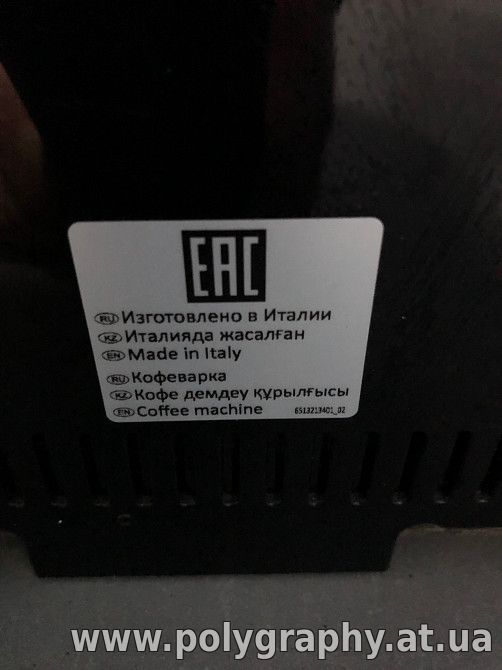 EAC
RU Изготовлено в Италии
KZ Италияда жасалған
EN Made in Italy
RU Кофеварка
KZ Кофе демдеу құрылғысы
EN Coffee machine 6513213401_02
www.polygraphy.at.ua